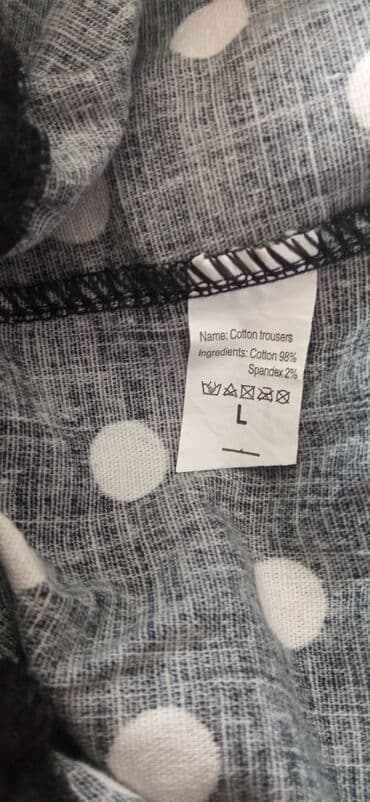 Name: Cotton trousers
Ingredients: Cotton 98%
Spandex 2%
L